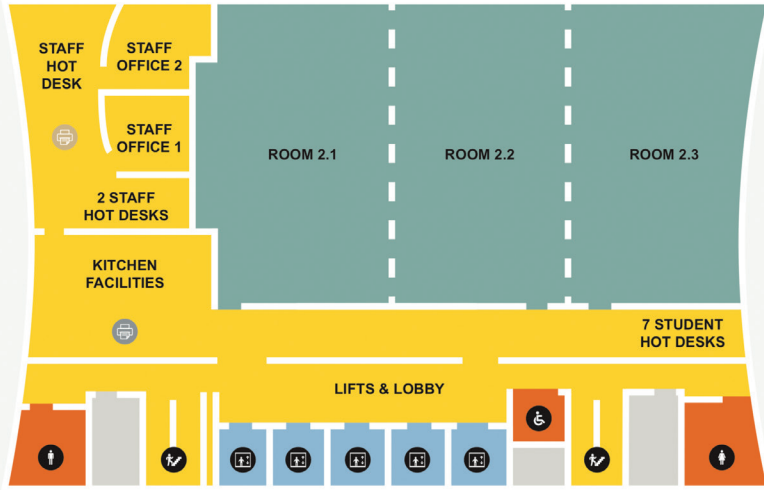 STAFF
HOT
DESK
STAFF
OFFICE 2
STAFF
OFFICE 1
2 STAFF
HOT DESKS
ROOM 2.1
ROOM 2.2
ROOM 2.3
KITCHEN
FACILITIES
7 STUDENT
HOT DESKS
LIFTS & LOBBY